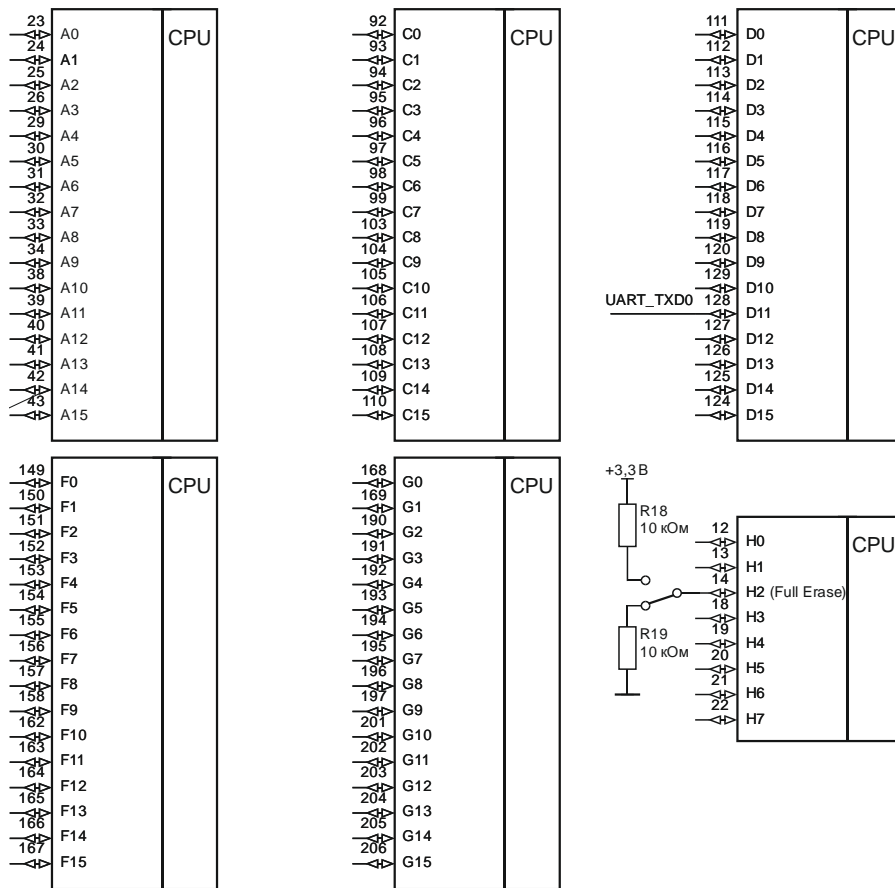 23 A0 CPU
24 A1
25 A2
26 A3
29 A4
30 A5
31 A6
32 A7
33 A8
34 A9
38 A10
39 A11
40 A12
41 A13
42 A14
43 A15
92 C0 CPU
93 C1
94 C2
95 C3
96 C4
97 C5
98 C6
99 C7
103 C8
104 C9
105 C10
106 C11
107 C12
108 C13
109 C14
110 C15
111 D0 CPU
112 D1
113 D2
114 D3
115 D4
116 D5
117 D6
118 D7
119 D8
120 D9
129 D10
UART_TXD0 128 D11
127 D12
126 D13
125 D14
124 D15
149 F0 CPU
150 F1
151 F2
152 F3
153 F4
154 F5
155 F6
156 F7
157 F8
158 F9
162 F10
163 F11
164 F12
165 F13
166 F14
167 F15
168 G0 CPU
169 G1
190 G2
191 G3
192 G4
193 G5
194 G6
195 G7
196 G8
197 G9
201 G10
202 G11
203 G12
204 G13
205 G14
206 G15
+3,3 В
R18
10 кОм
R19
10 кОм
12 H0 CPU
13 H1
14 H2 (Full Erase)
18 H3
19 H4
20 H5
21 H6
22 H7